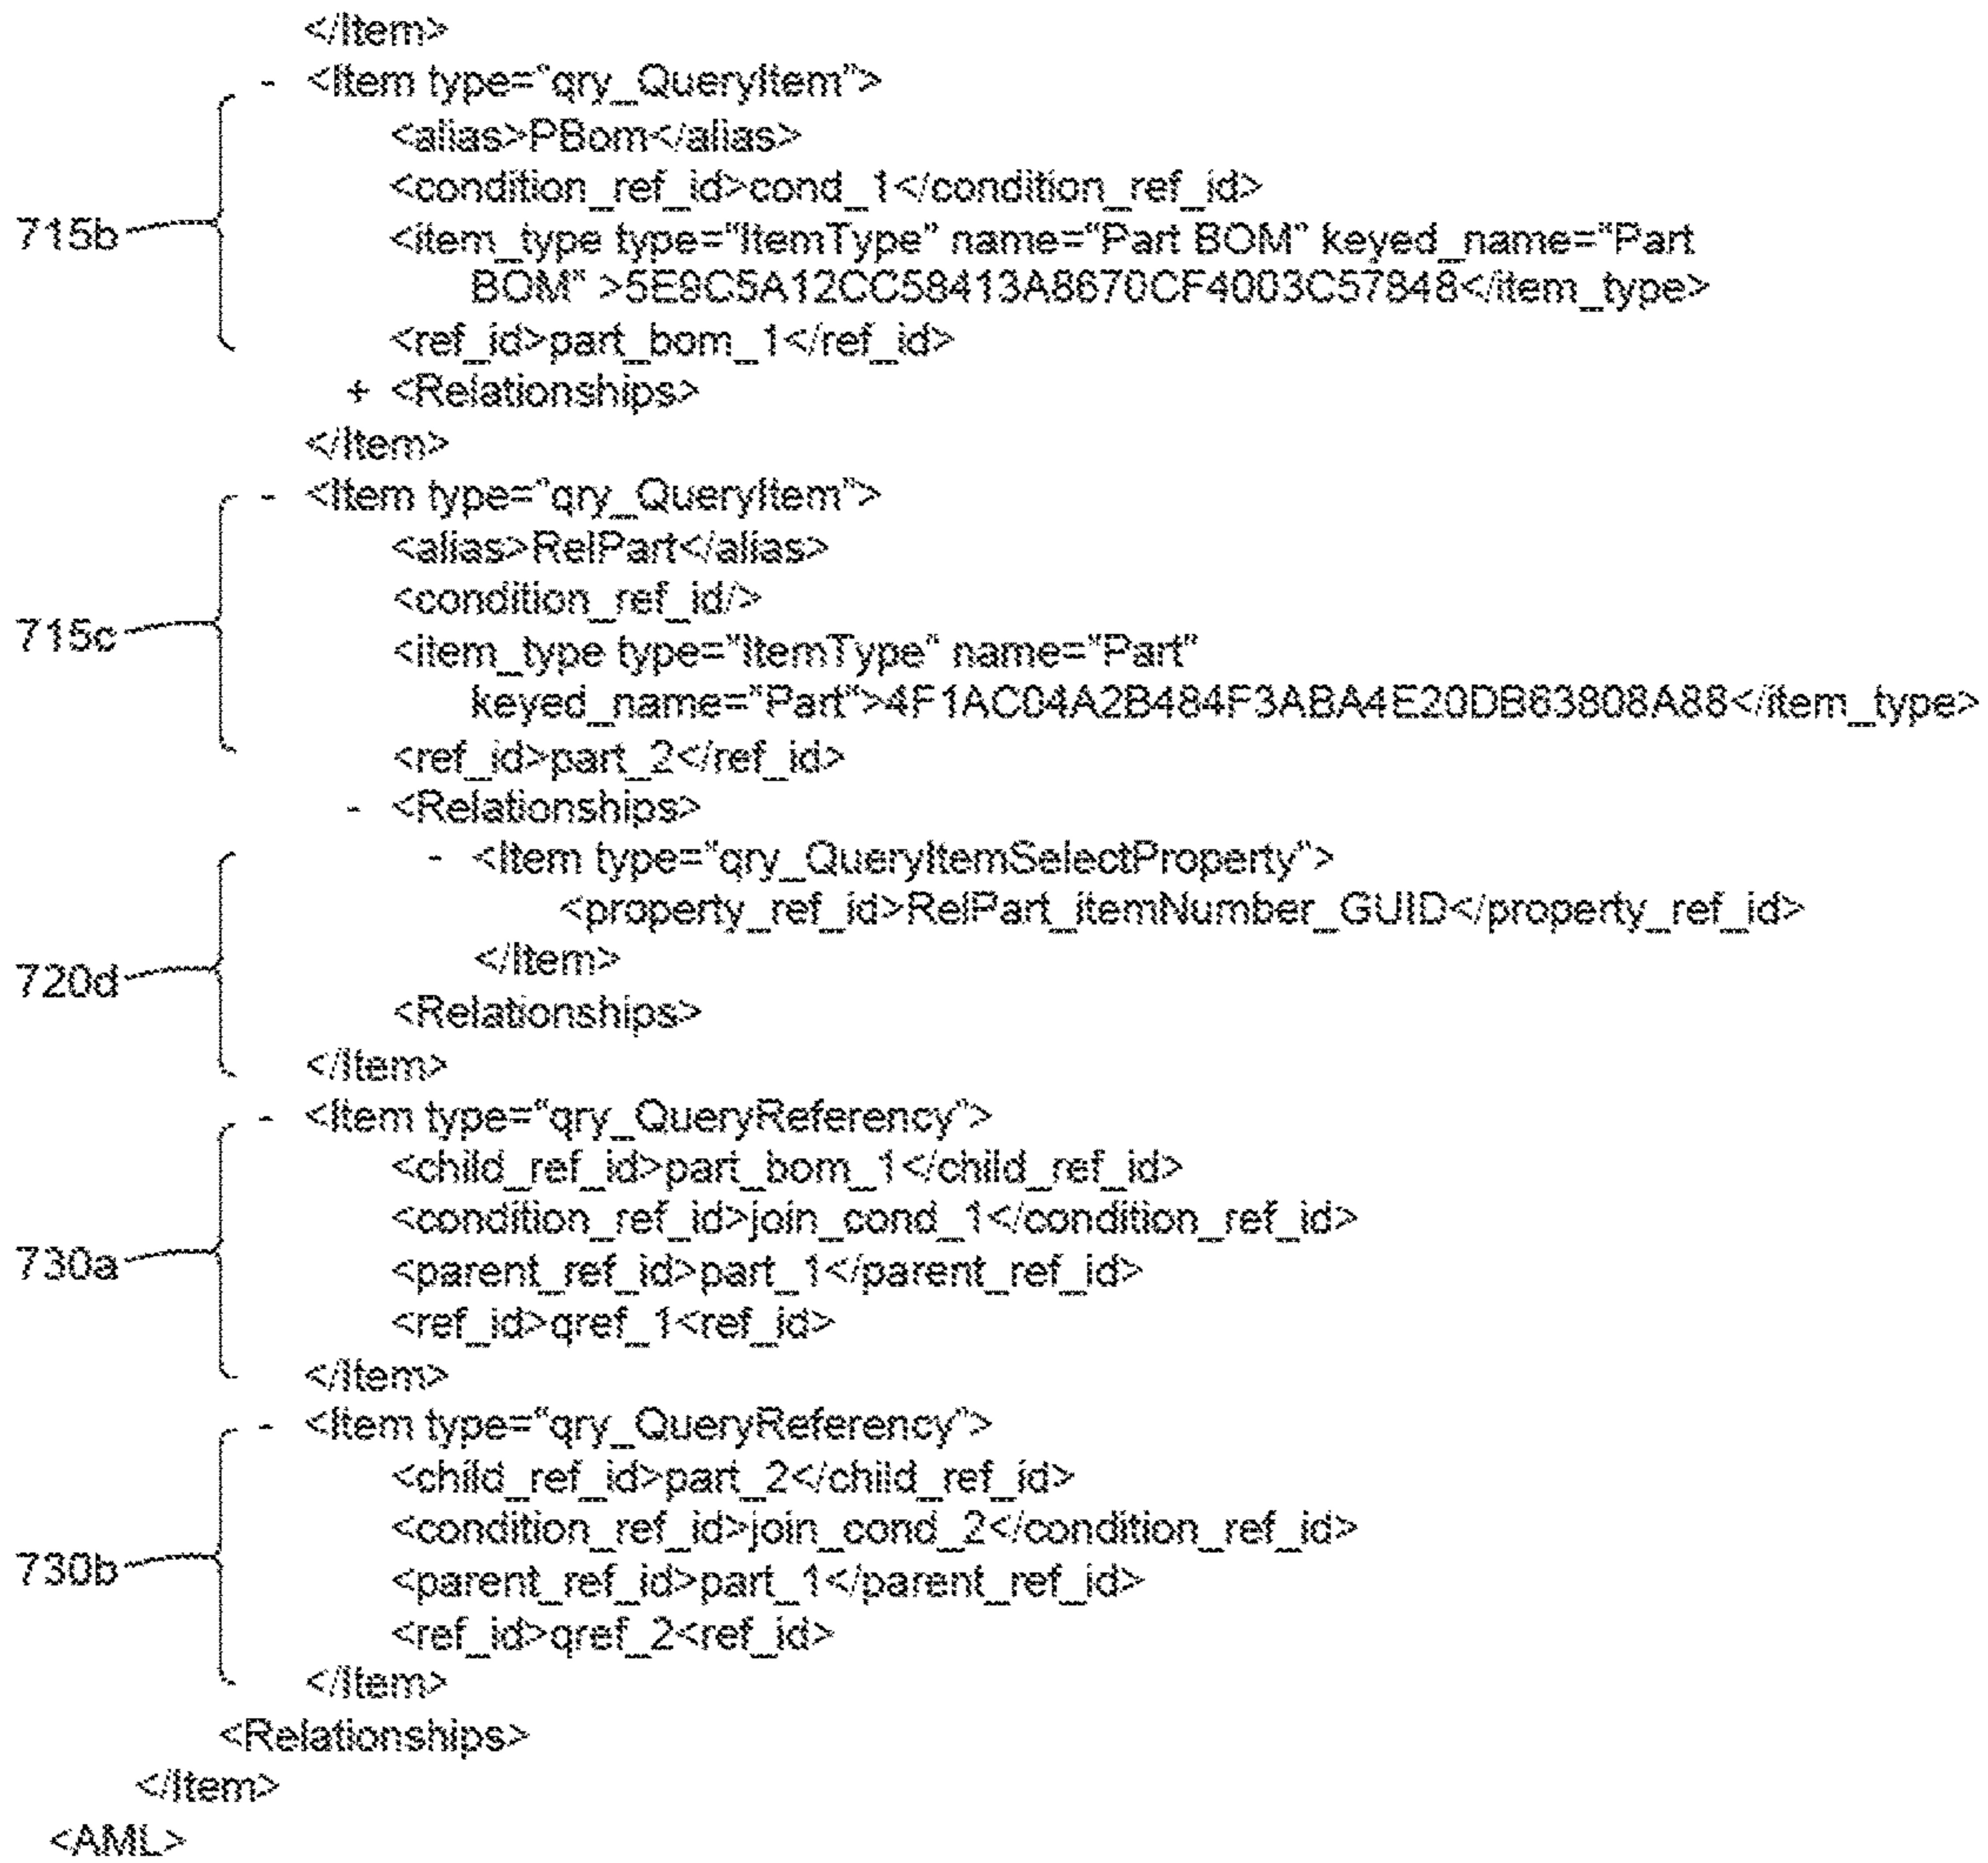 </Item>
- <Item type="qry_QueryItem">
<alias>PBom</alias>
<condition_ref_id>cond_1</condition_ref_id>
715b
<item_type type="ItemType" name="Part BOM" keyed_name="Part
BOM" >5E9C5A12CC58413A8670CF4003C57848</item_type>
<ref_id>part_bom_1</ref_id>
+ <Relationships>
</Item>
- <Item type="qry_QueryItem">
<alias>RelPart</alias>
<condition_ref_id/>
715c
<item_type type="ItemType" name="Part"
keyed_name="Part">4F1AC04A2B484F3ABA4E20DB63808A88</item_type>
<ref_id>part_2</ref_id>
- <Relationships>
- <Item type="qry_QueryItemSelectProperty">
<property_ref_id>RelPart_itemNumber_GUID</property_ref_id>
</Item>
720d
<Relationships>
</Item>
- <Item type="qry_QueryReferency">
<child_ref_id>part_bom_1</child_ref_id>
<condition_ref_id>join_cond_1</condition_ref_id>
730a
<parent_ref_id>part_1</parent_ref_id>
<ref_id>qref_1<ref_id>
</Item>
- <Item type="qry_QueryReferency">
<child_ref_id>part_2</child_ref_id>
<condition_ref_id>join_cond_2</condition_ref_id>
730b
<parent_ref_id>part_1</parent_ref_id>
<ref_id>qref_2<ref_id>
</Item>
<Relationships>
</Item>
<AML>